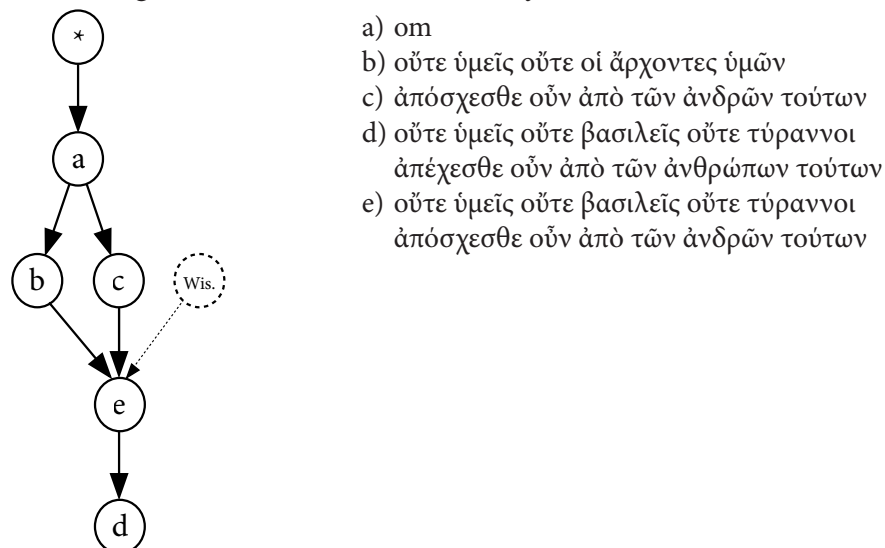 *
a
b
c
Wis.
e
d
a) om
b) οὔτε ὑμεῖς οὔτε οἱ ἄρχοντες ὑμῶν
c) ἀπόσχεσθε οὖν ἀπὸ τῶν ἀνδρῶν τούτων
d) οὔτε ὑμεῖς οὔτε βασιλεῖς οὔτε τύραννοι
ἀπέχεσθε οὖν ἀπὸ τῶν ἀνθρώπων τούτων
e) οὔτε ὑμεῖς οὔτε βασιλεῖς οὔτε τύραννοι
ἀπόσχεσθε οὖν ἀπὸ τῶν ἀνδρῶν τούτων